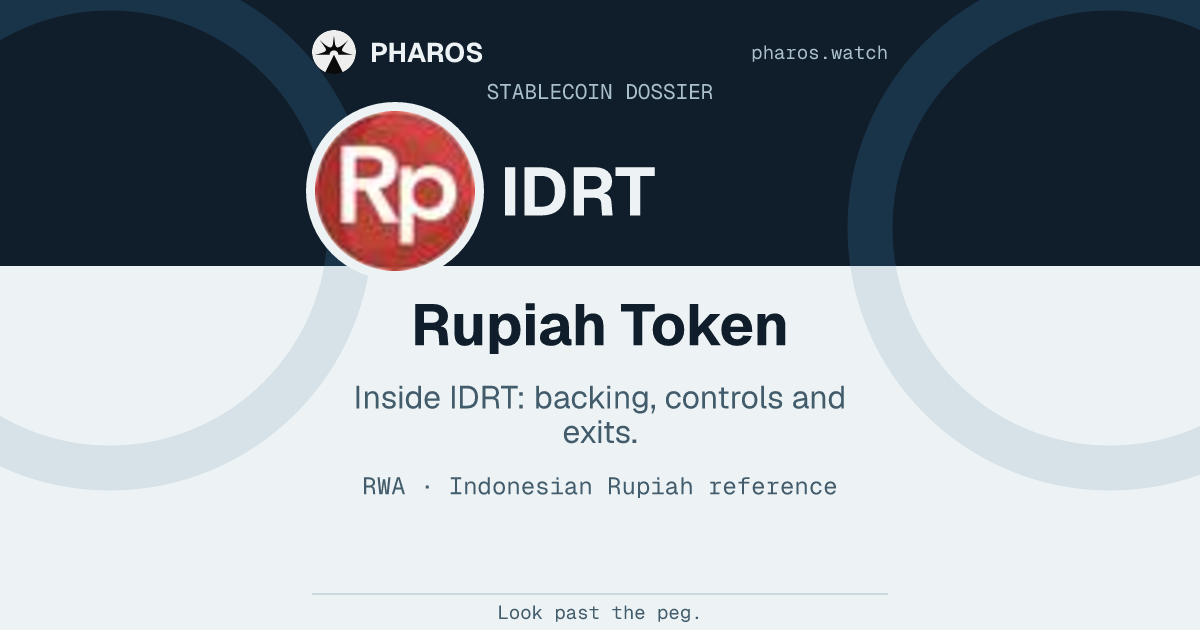 PHAROS
pharos.watch
STABLECOIN DOSSIER
Rp
IDRT
Rupiah Token
Inside IDRT: backing, controls and
exits.
RWA · Indonesian Rupiah reference
Look past the peg.